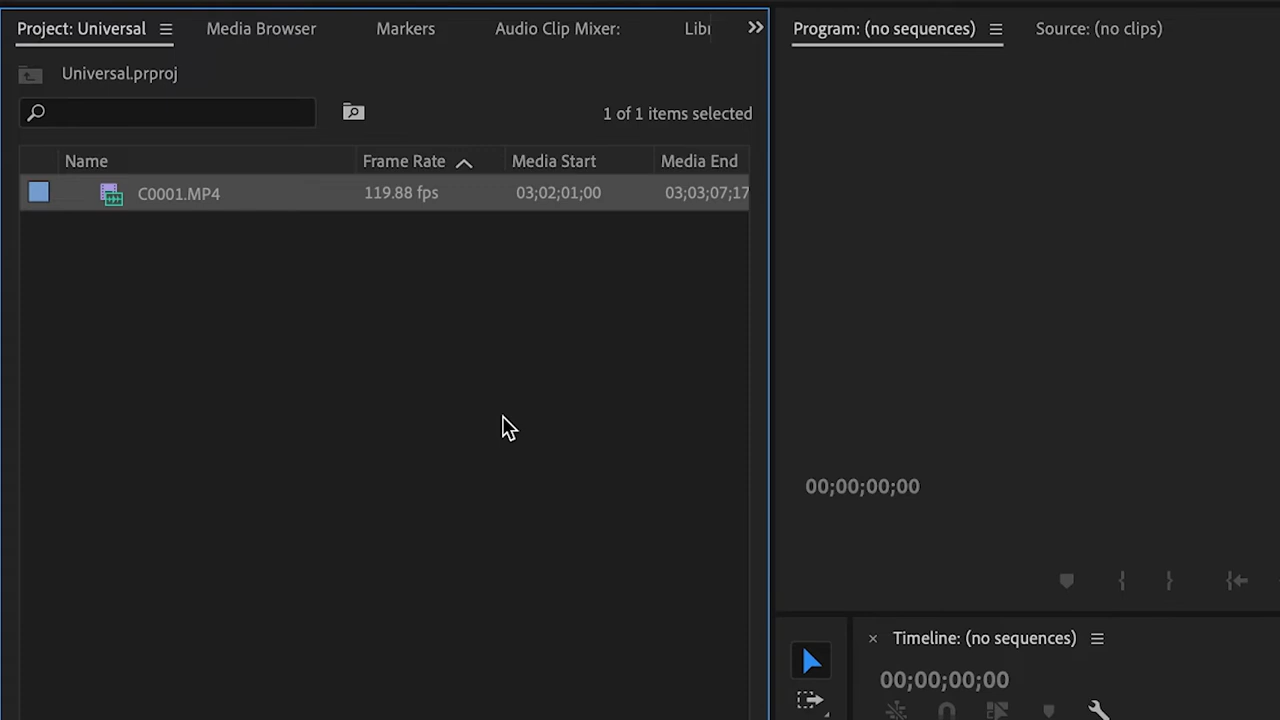 Project: Universal
Media Browser
Markers
Audio Clip Mixer:
Libr
Program: (no sequences)
Source: (no clips)
Universal.prproj
1 of 1 items selected
Name
Frame Rate
Media Start
Media End
C0001.MP4
119.88 fps
03;02;01;00
03;03;07;17
00;00;00;00
Timeline: (no sequences)
00;00;00;00